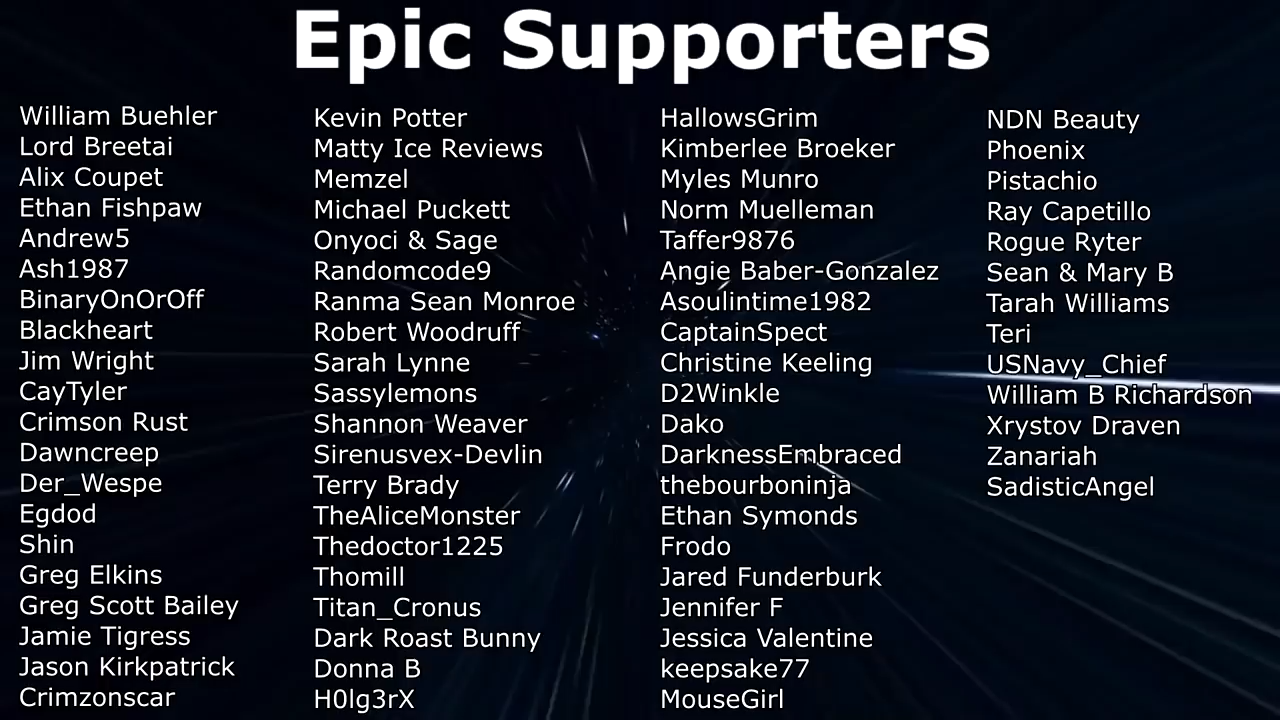 Epic Supporters
William Buehler
Lord Breetai
Alix Coupet
Ethan Fishpaw
Andrew5
Ash1987
BinaryOnOrOff
Blackheart
Jim Wright
CayTyler
Crimson Rust
Dawncreep
Der_Wespe
Egdod
Shin
Greg Elkins
Greg Scott Bailey
Jamie Tigress
Jason Kirkpatrick
Crimzonscar
Kevin Potter
Matty Ice Reviews
Memzel
Michael Puckett
Onyoci & Sage
Randomcode9
Ranma Sean Monroe
Robert Woodruff
Sarah Lynne
Sassylemons
Shannon Weaver
Sirenusvex-Devlin
Terry Brady
TheAliceMonster
Thedoctor1225
Thomill
Titan_Cronus
Dark Roast Bunny
Donna B
H0lg3rX
HallowsGrim
Kimberlee Broeker
Myles Munro
Norm Muelleman
Taffer9876
Angie Baber-Gonzalez
Asoulintime1982
CaptainSpect
Christine Keeling
D2Winkle
Dako
DarknessEmbraced
thebourboninja
Ethan Symonds
Frodo
Jared Funderburk
Jennifer F
Jessica Valentine
keepsake77
MouseGirl
NDN Beauty
Phoenix
Pistachio
Ray Capetillo
Rogue Ryter
Sean & Mary B
Tarah Williams
Teri
USNavy_Chief
William B Richardson
Xrystov Draven
Zanariah
SadisticAngel